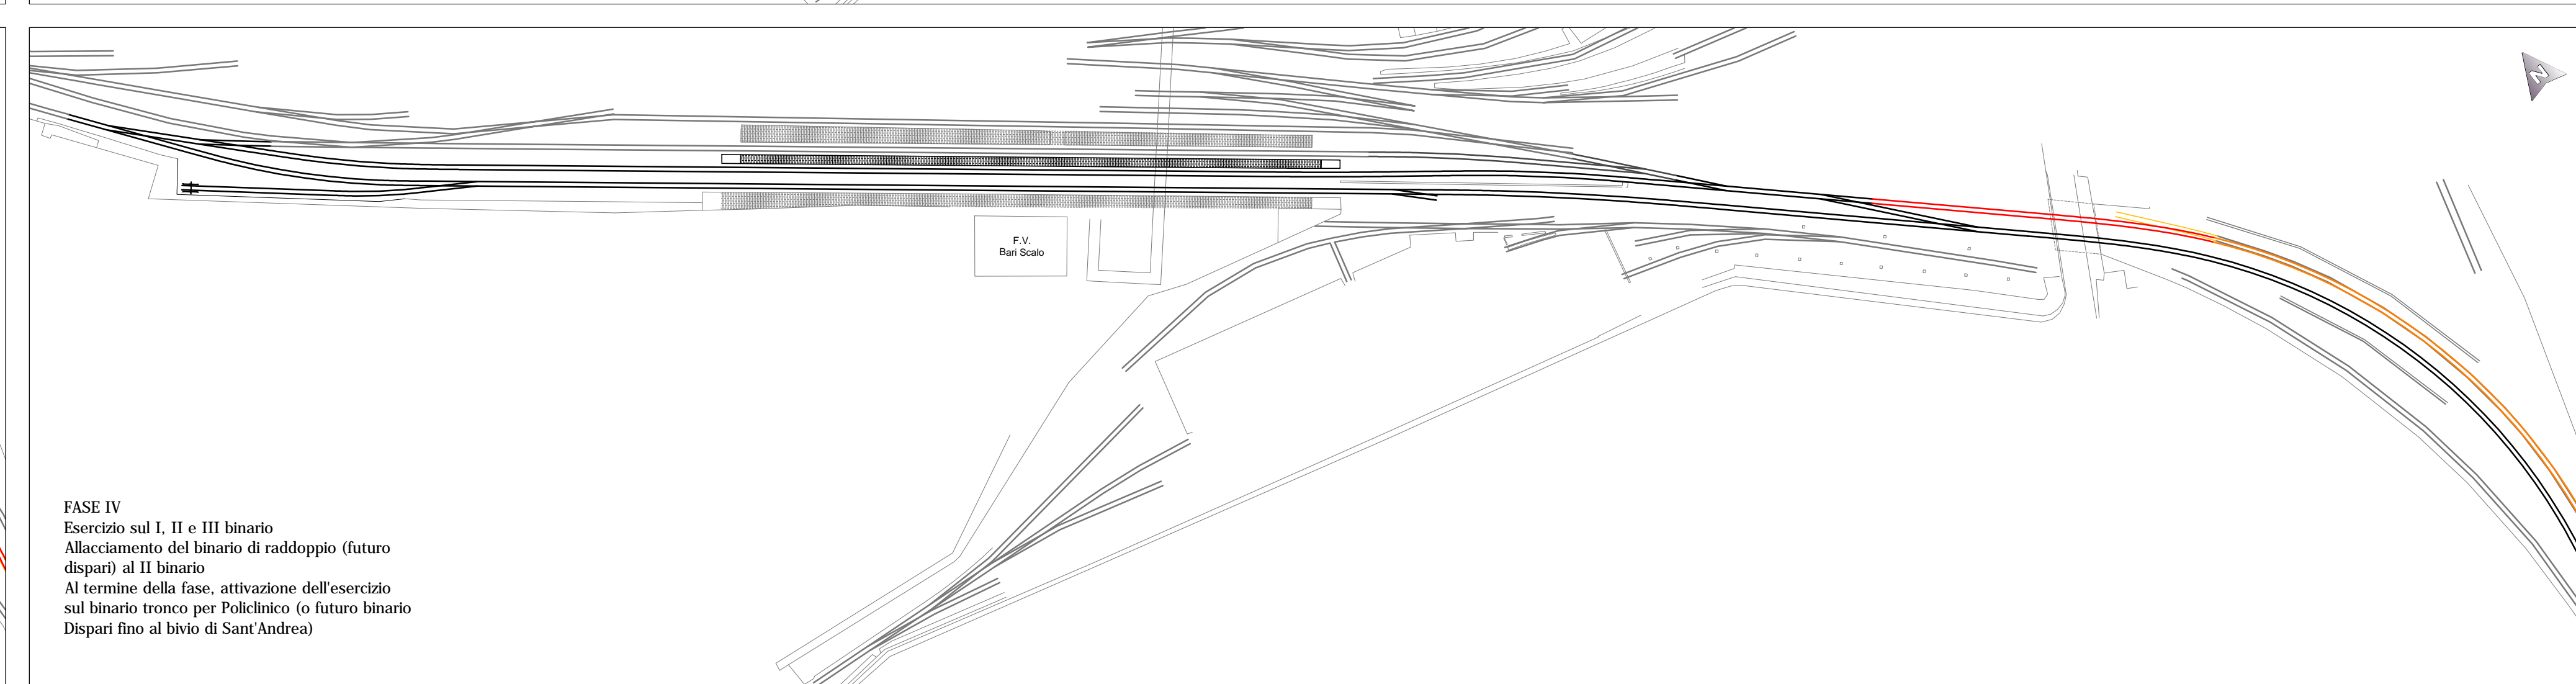 N
F.V.
Bari Scalo
FASE IV
Esercizio sul I, II e III binario
Allacciamento del binario di raddoppio (futuro
dispari) al II binario
Al termine della fase, attivazione dell'esercizio
sul binario tronco per Policlinico (o futuro binario
Dispari fino al bivio di Sant'Andrea)